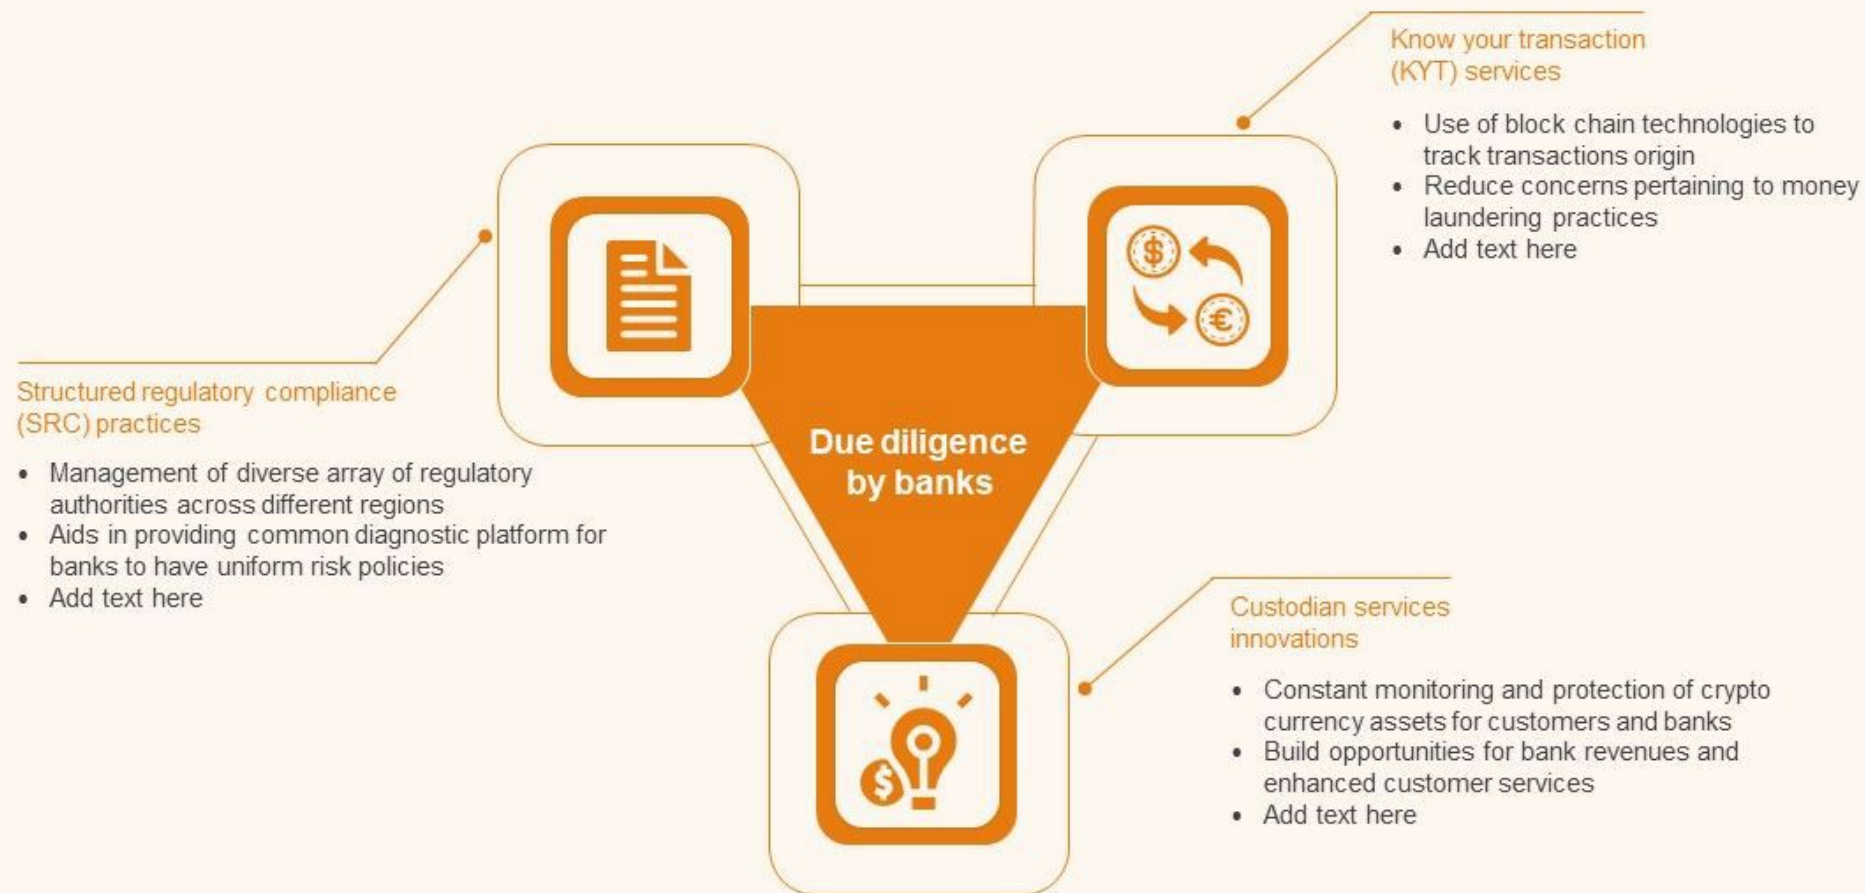 Know your transaction
(KYT) services
• Use of block chain technologies to
track transactions origin
• Reduce concerns pertaining to money
laundering practices
• Add text here
$
€
Structured regulatory compliance
(SRC) practices
• Management of diverse array of regulatory
authorities across different regions
• Aids in providing common diagnostic platform for
banks to have uniform risk policies
• Add text here
Due diligence
by banks
Custodian services
innovations
• Constant monitoring and protection of crypto
currency assets for customers and banks
• Build opportunities for bank revenues and
enhanced customer services
• Add text here
$